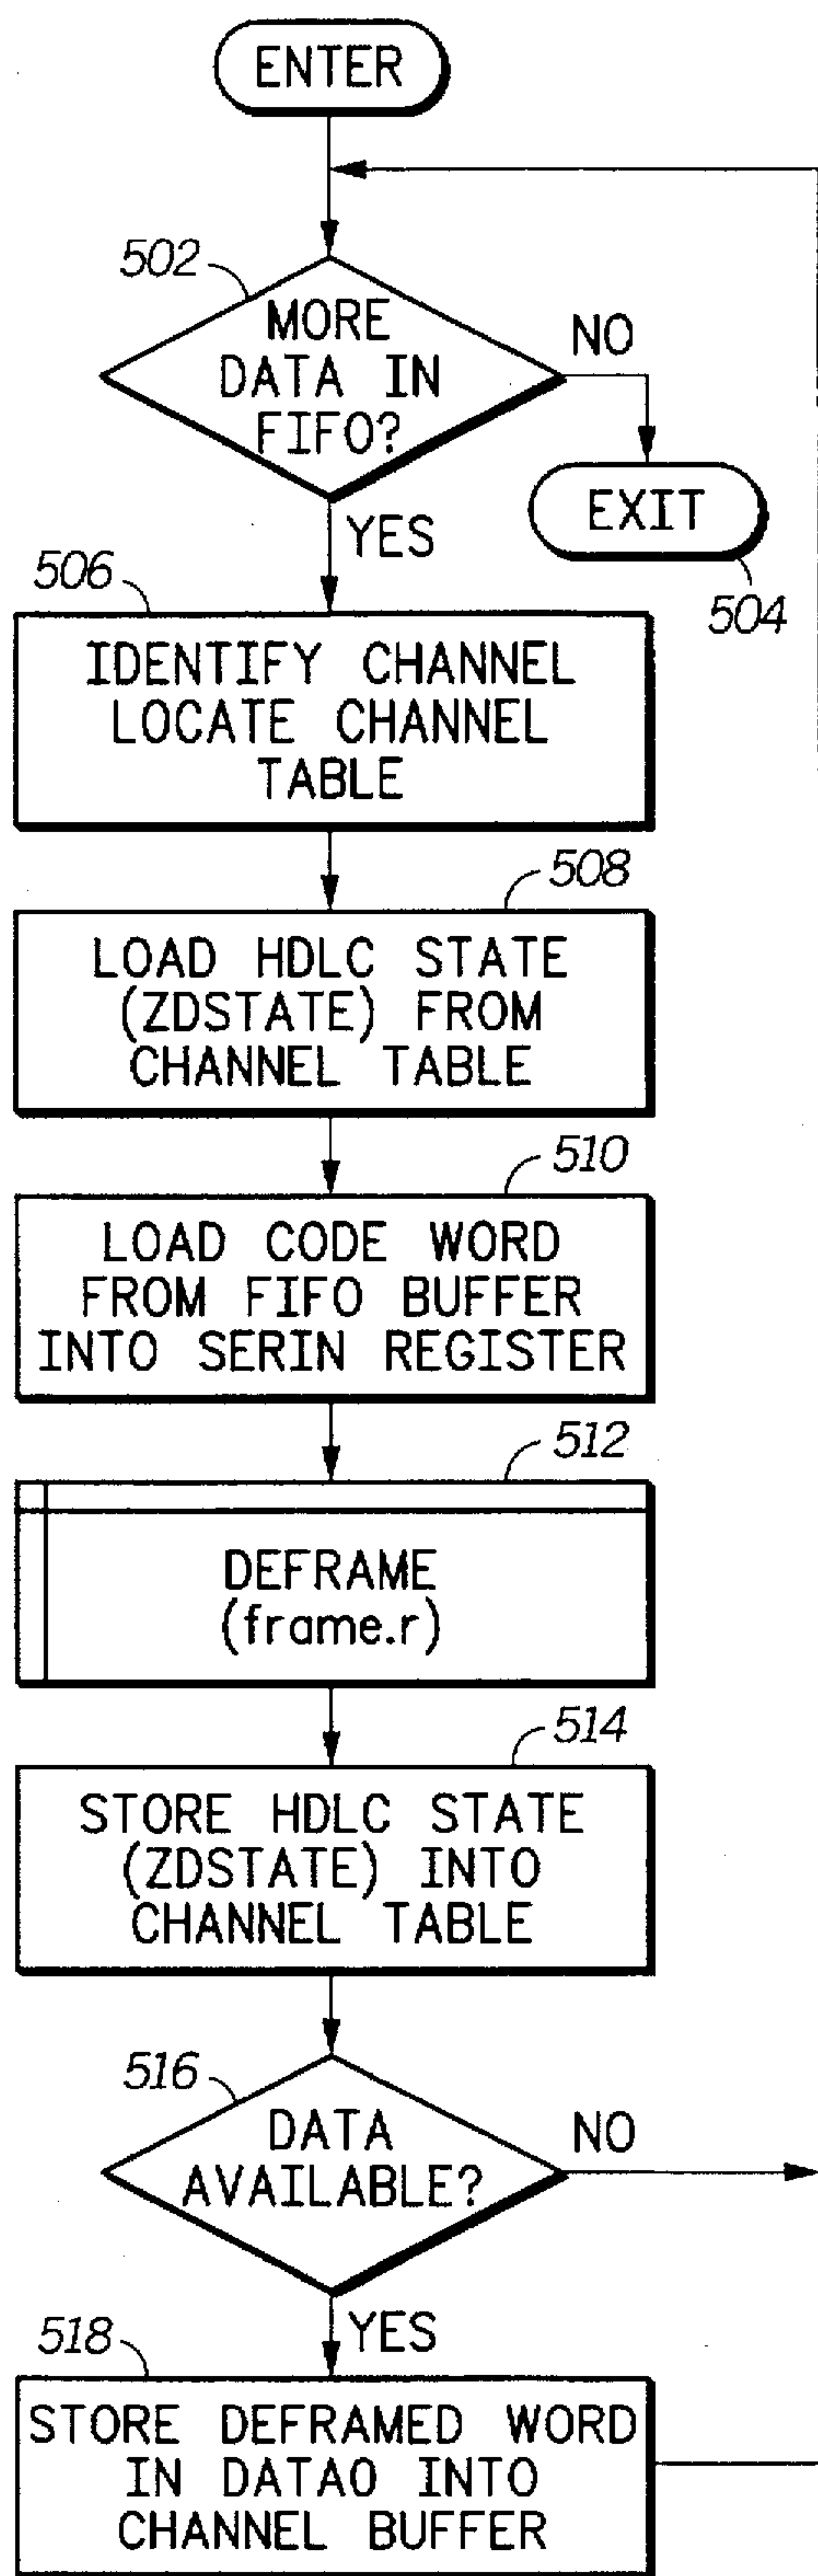 ENTER
502
MORE
DATA IN
FIFO?
NO
EXIT
504
YES
506
IDENTIFY CHANNEL
LOCATE CHANNEL
TABLE
508
LOAD HDLC STATE
(ZDSTATE) FROM
CHANNEL TABLE
510
LOAD CODE WORD
FROM FIFO BUFFER
INTO SERIN REGISTER
512
DEFRAME
(frame.r)
514
STORE HDLC STATE
(ZDSTATE) INTO
CHANNEL TABLE
516
DATA
AVAILABLE?
NO
YES
518
STORE DEFRAMED WORD
IN DATAO INTO
CHANNEL BUFFER